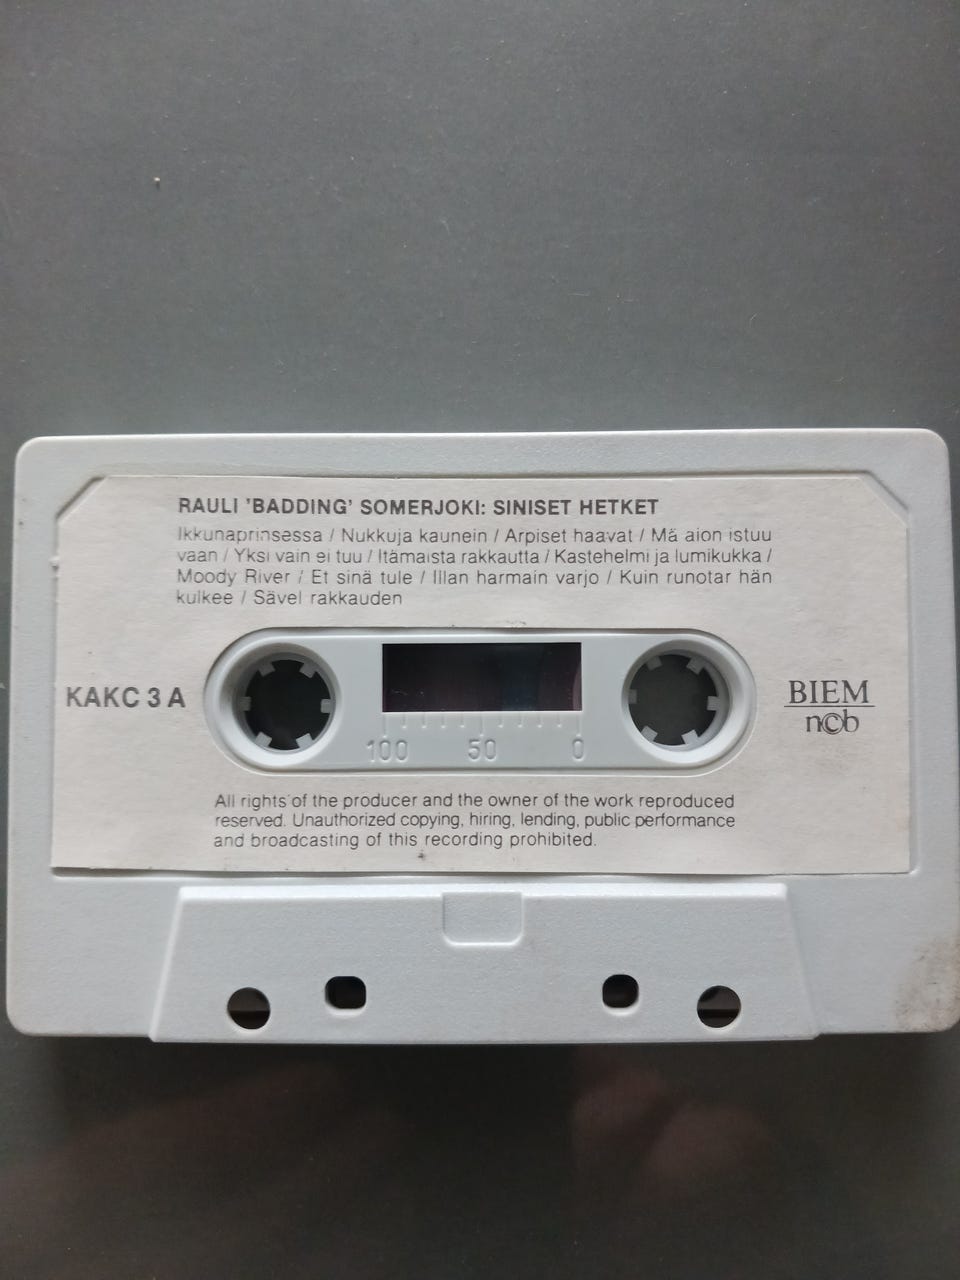 RAULI 'BADDING' SOMERJOKI: SINISET HETKET
Ikkunaprinsessa / Nukkuja kaunein / Arpiset haavat / Mä aion istuu
vaan / Yksi vain ei tuu / Itämaista rakkautta / Kastehelmi ja lumikukka /
Moody River / Et sinä tule / Illan harmain varjo / Kuin runotar hän
kulkee / Sävel rakkauden
KAKC 3 A
BIEM
n©b
100 50 0
All rights of the producer and the owner of the work reproduced
reserved. Unauthorized copying, hiring, lending, public performance
and broadcasting of this recording prohibited.